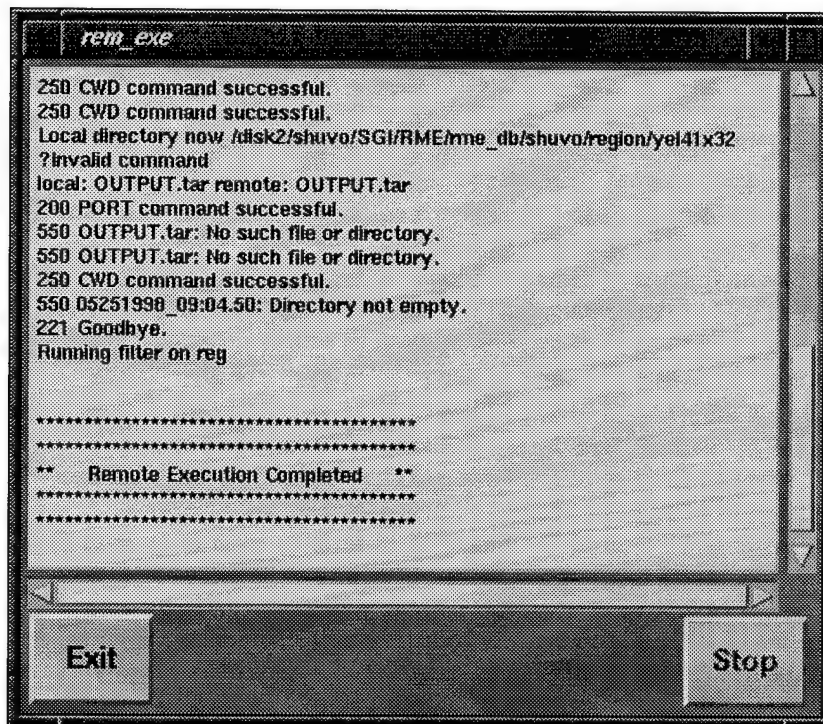 rem_exe
250 CWD command successful.
250 CWD command successful.
Local directory now /disk2/shuvo/SGI/RME/rme_db/shuvo/region/yel41x32
?Invalid command
local: OUTPUT.tar remote: OUTPUT.tar
200 PORT command successful.
550 OUTPUT.tar: No such file or directory.
550 OUTPUT.tar: No such file or directory.
250 CWD command successful.
550 05251998_09:04.50: Directory not empty.
221 Goodbye.
Running filter on reg
****************************************
****************************************
**     Remote Execution Completed     **
****************************************
****************************************
Exit
Stop